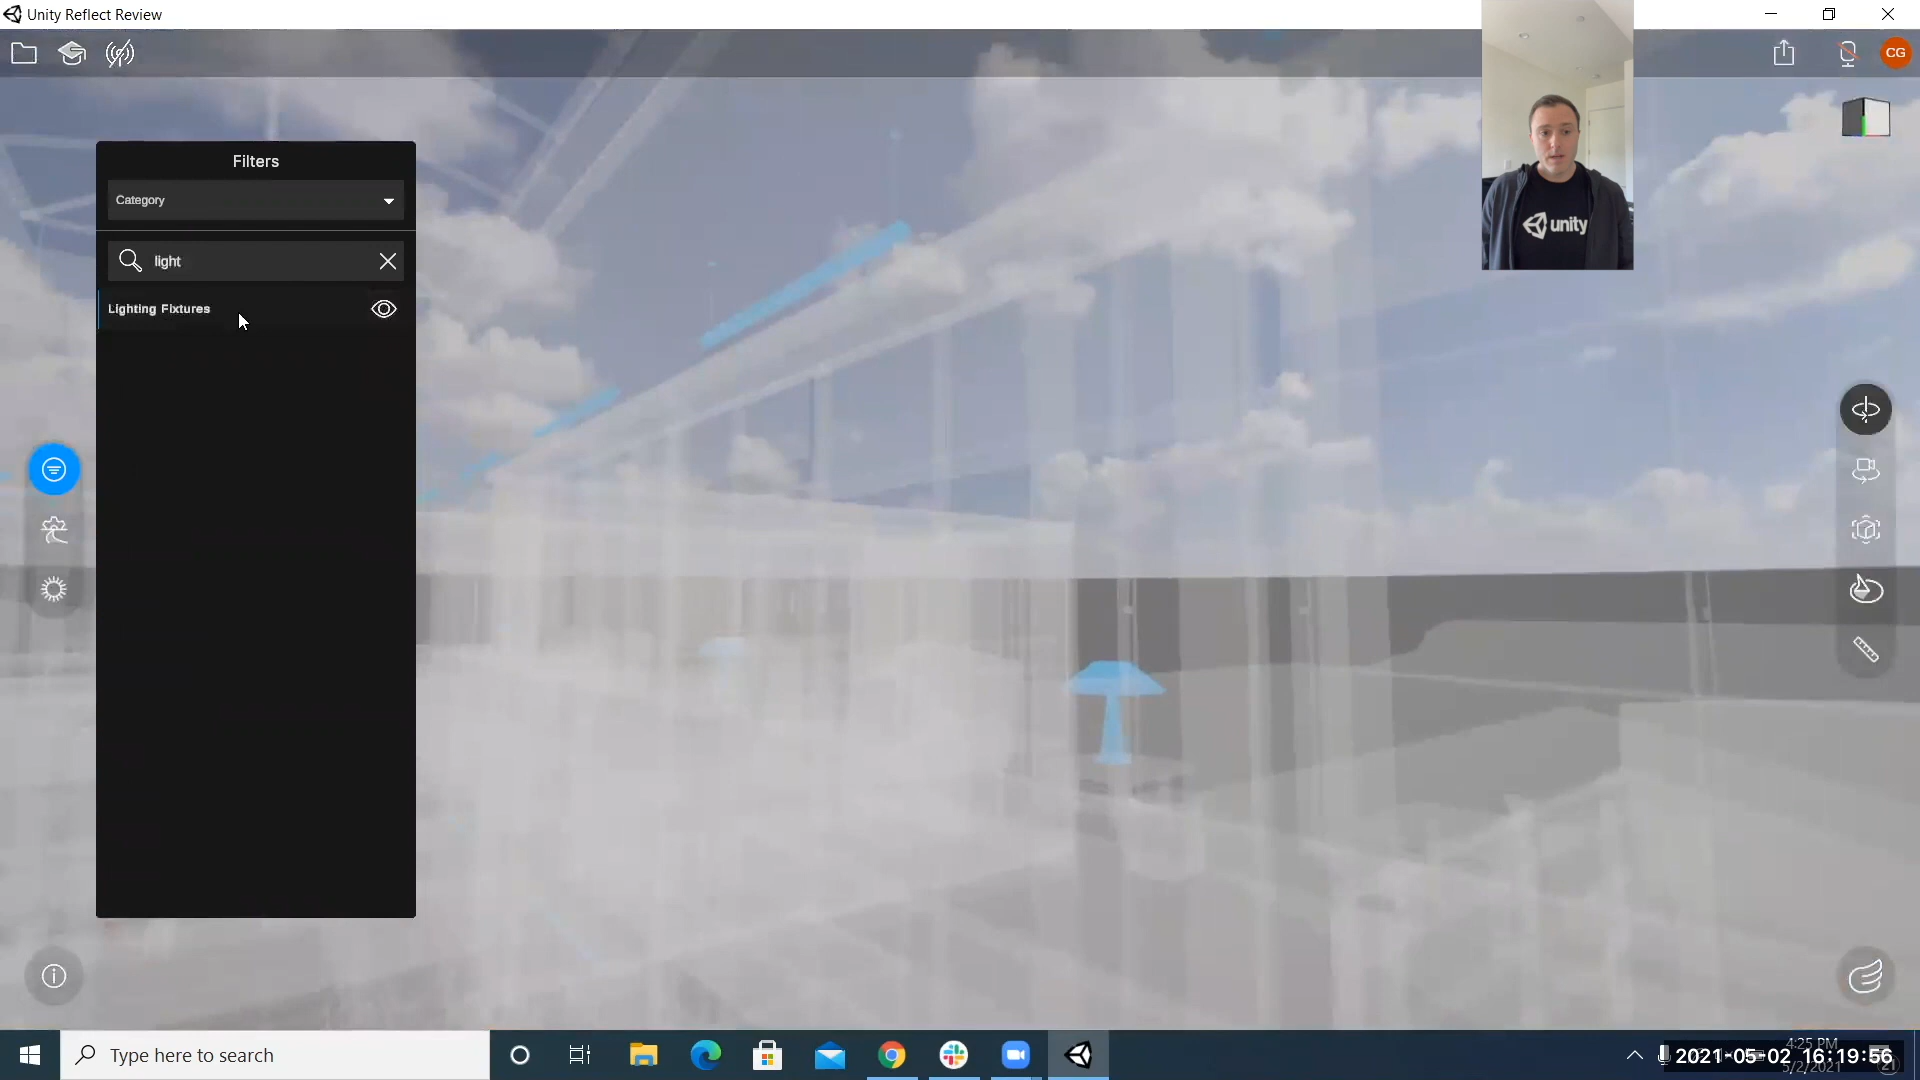 Unity Reflect Review
CG
Filters
Category
light
Lighting Fixtures
unity
Type here to search
4:25 PM
2021-05-02 16:19:56
5/2/2021
21